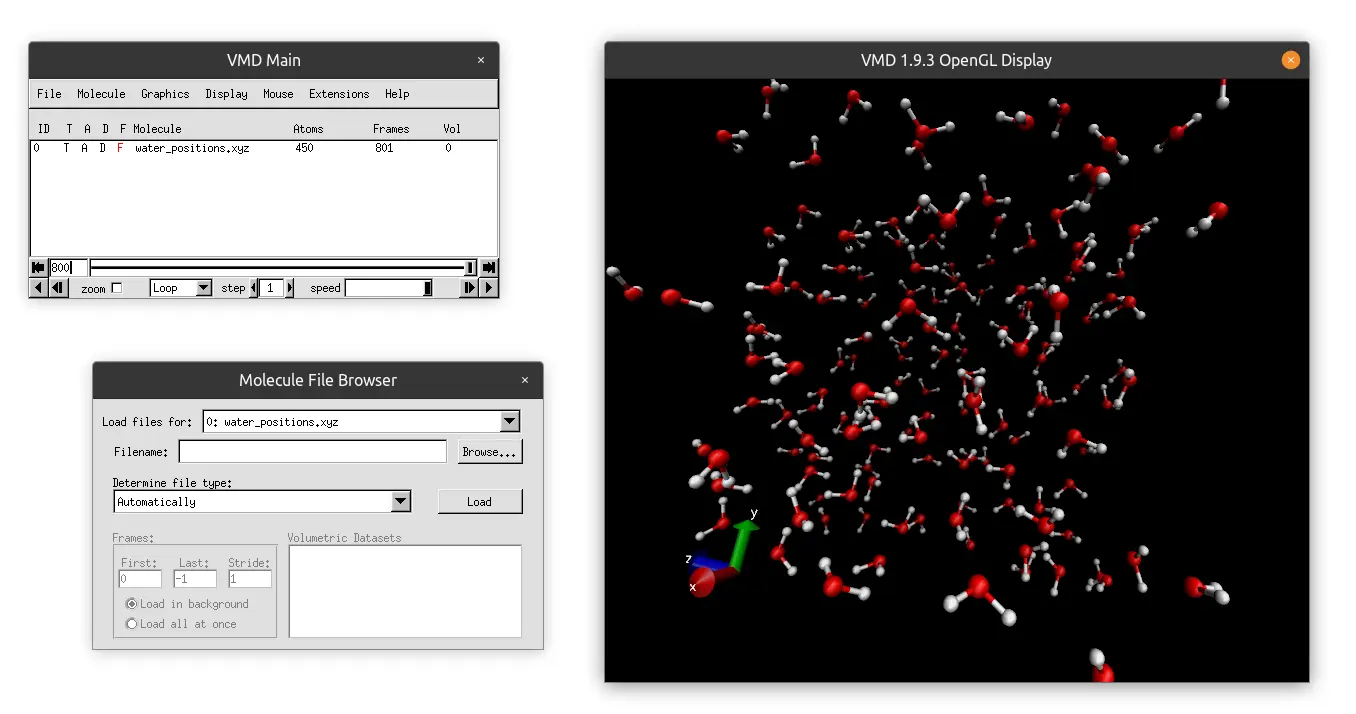 VMD Main
File Molecule Graphics Display Mouse Extensions Help
ID T A D F Molecule Atoms Frames Vol
0 T A D F water_positions.xyz 450 801 0
800
zoom Loop step 1 speed
Molecule File Browser
Load files for: 0: water_positions.xyz
Filename: Browse...
Determine file type:
Automatically Load
Frames: Volumetric Datasets
First: Last: Stride:
0 -1 1
Load in background
Load all at once
VMD 1.9.3 OpenGL Display
y
z
x